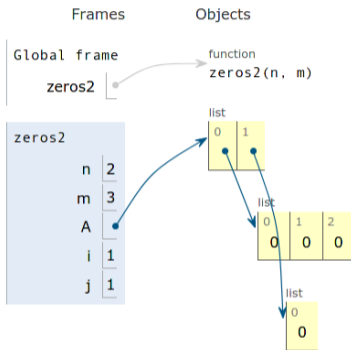 Frames Objects
Global frame
zeros2
function
zeros2(n, m)
zeros2
n 2
m 3
A
i 1
j 1
list
0 1
list
0 1 2
0 0 0
list
0
0